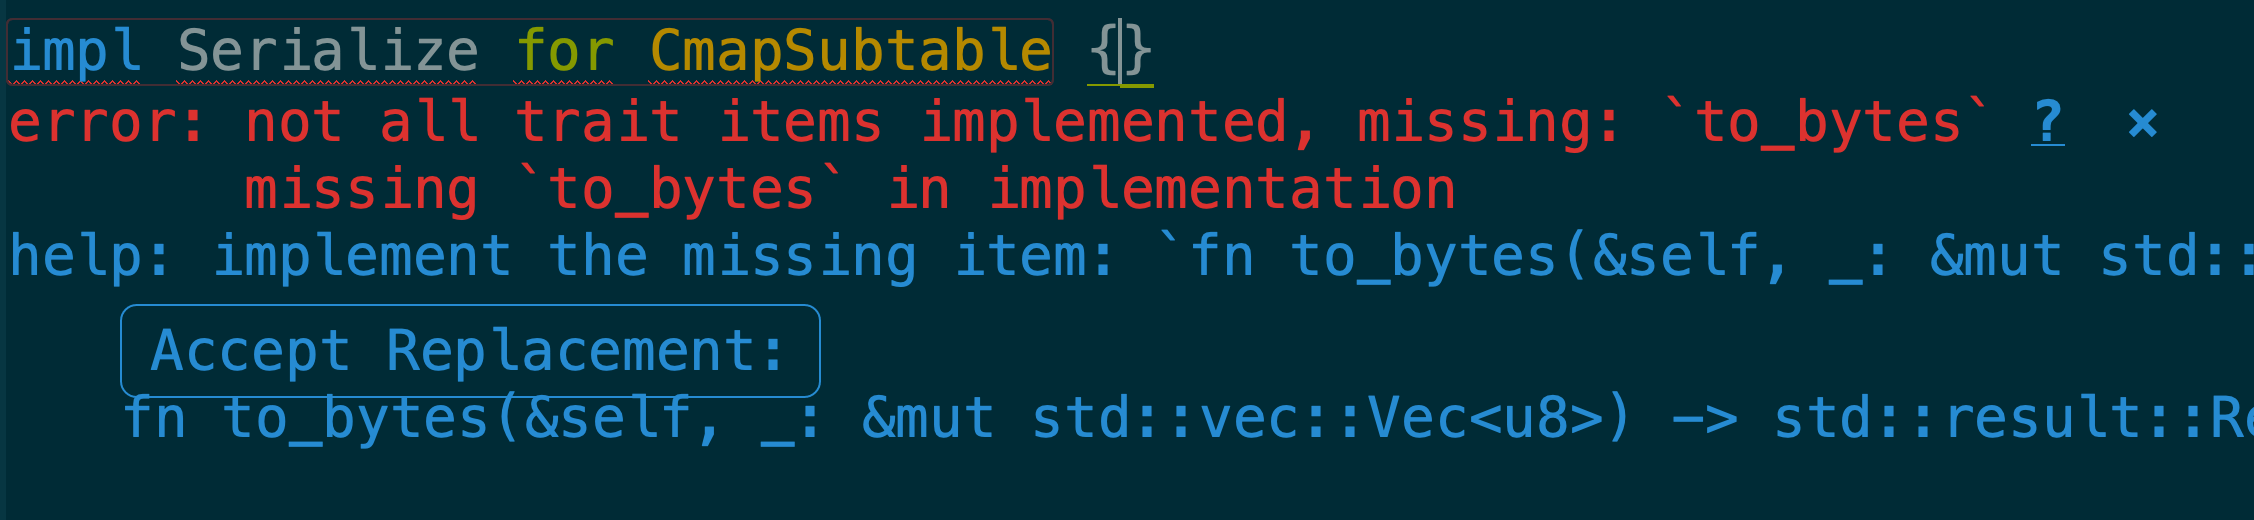 impl Serialize for CmapSubtable {}
error: not all trait items implemented, missing: `to_bytes` ? ×
missing `to_bytes` in implementation
help: implement the missing item: `fn to_bytes(&self, _: &mut std::
Accept Replacement:
fn to_bytes(&self, _: &mut std::vec::Vec<u8>) -> std::result::Re